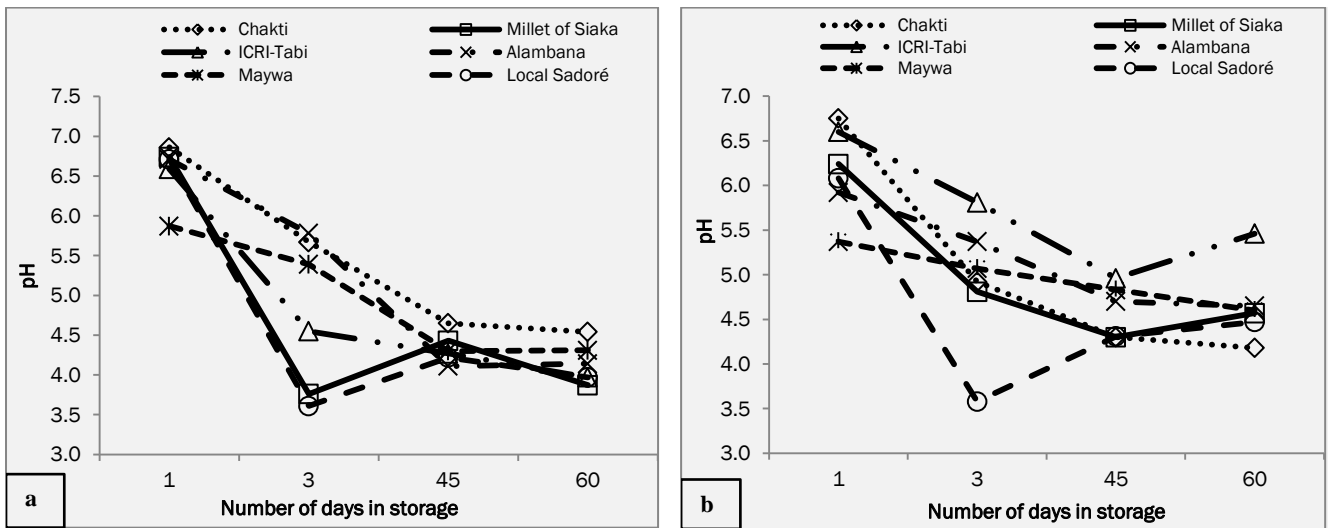 Chakti Millet of Siaka
ICRI-Tabi Alambana
Maywa Local Sadoré
7.5
7.0
6.5
6.0
5.5
5.0
4.5
4.0
3.5
3.0
pH
1 3 45 60
Number of days in storage
a
Chakti Millet of Siaka
ICRI-Tabi Alambana
Maywa Local Sadoré
7.0
6.5
6.0
5.5
5.0
4.5
4.0
3.5
3.0
pH
1 3 45 60
Number of days in storage
b